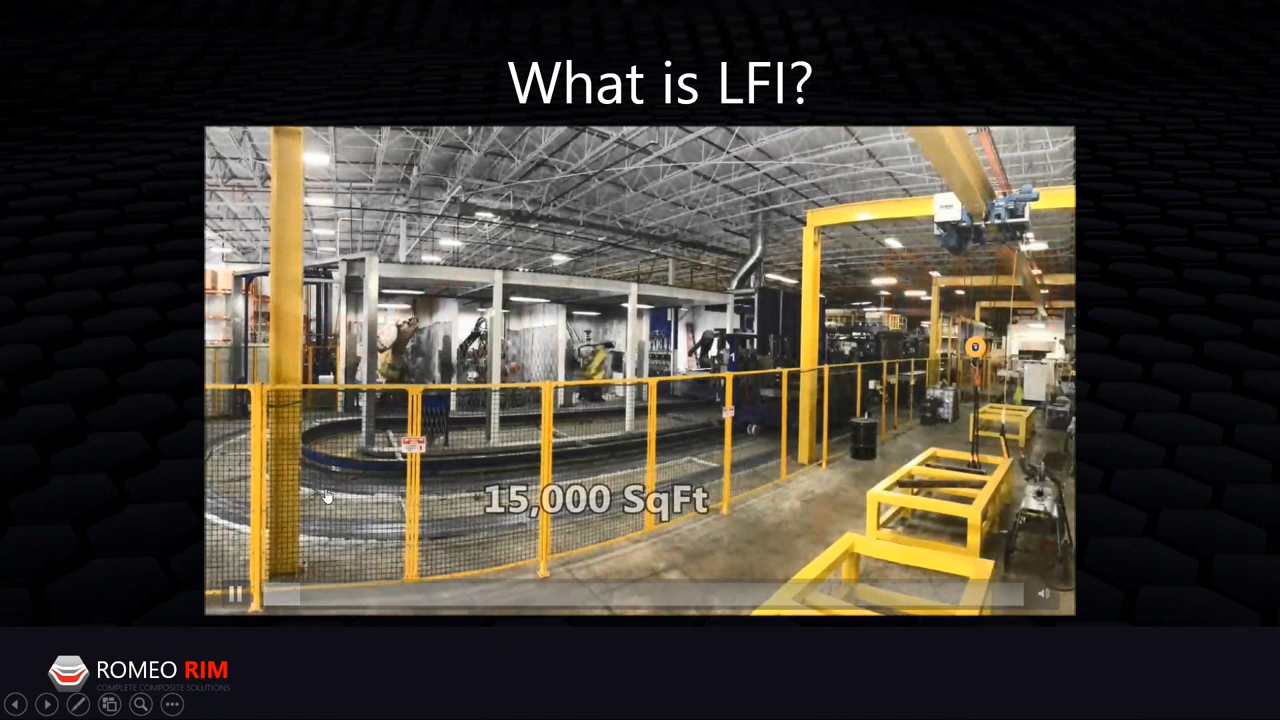 What is LFI?
15,000 SqFt
ROMEO RIM
COMPLETE COMPOSITE SOLUTIONS